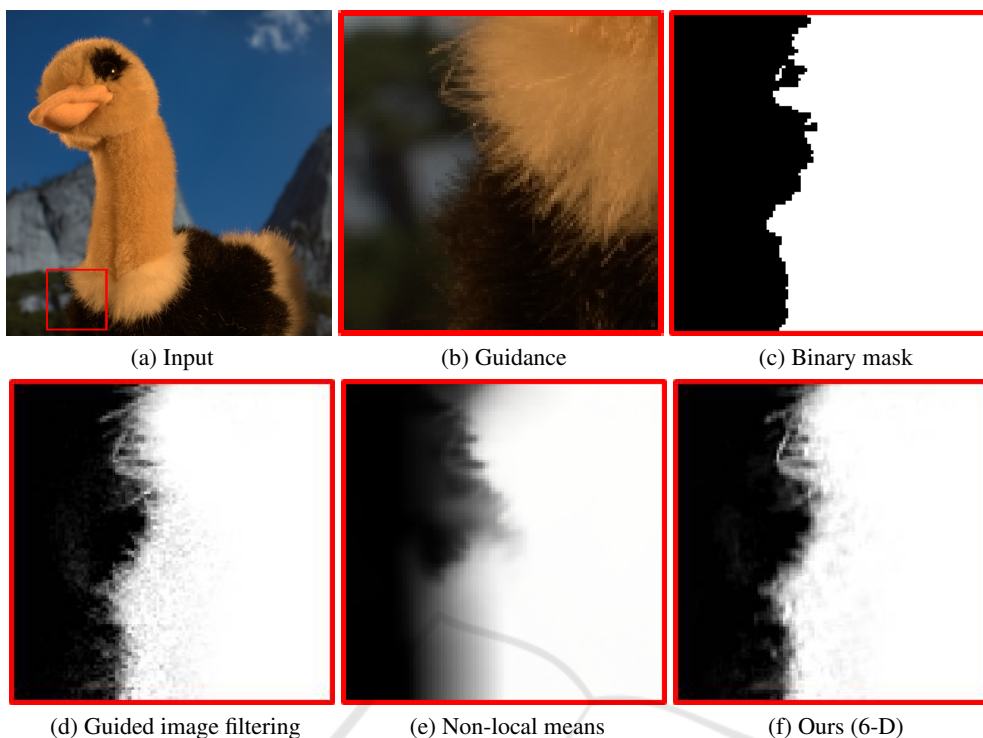 (a) Input
(b) Guidance
(c) Binary mask
(d) Guided image filtering
(e) Non-local means
(f) Ours (6-D)